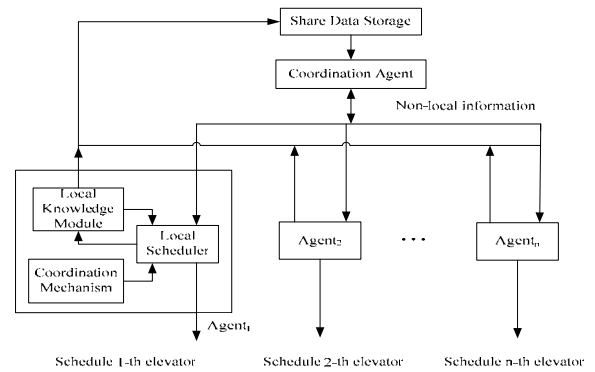 Share Data Storage
Coordination Agent
Non-local information
Local
Knowledge
Module
Local
Scheduler
Coordination
Mechanism
Agent₁
Agent₂
...
Agentₙ
Schedule 1-th elevator
Schedule 2-th elevator
Schedule n-th elevator